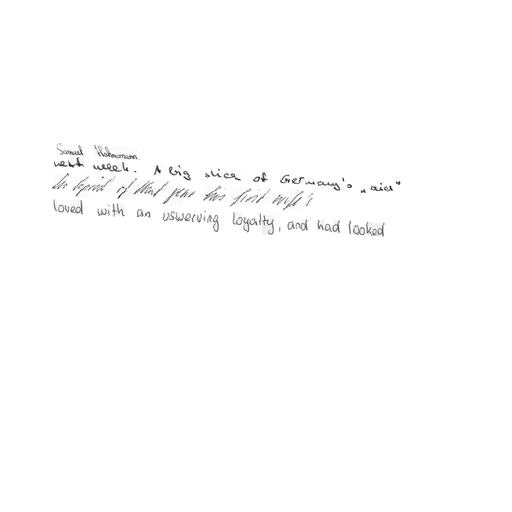 Samuel Hahnemann.
next week. A big slice of Germany's „aid“
In April of that year his first wife's
loved with an uswerving loyalty, and had looked